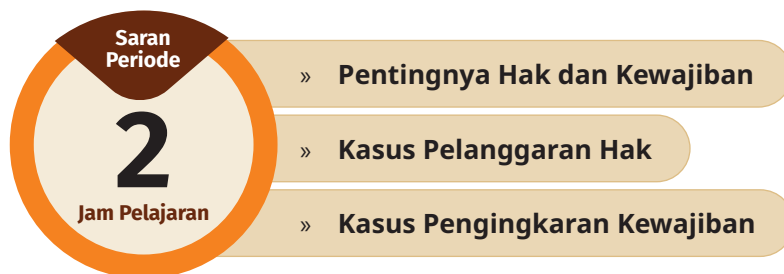 Saran
Periode
2
Jam Pelajaran
» Pentingnya Hak dan Kewajiban
» Kasus Pelanggaran Hak
» Kasus Pengingkaran Kewajiban